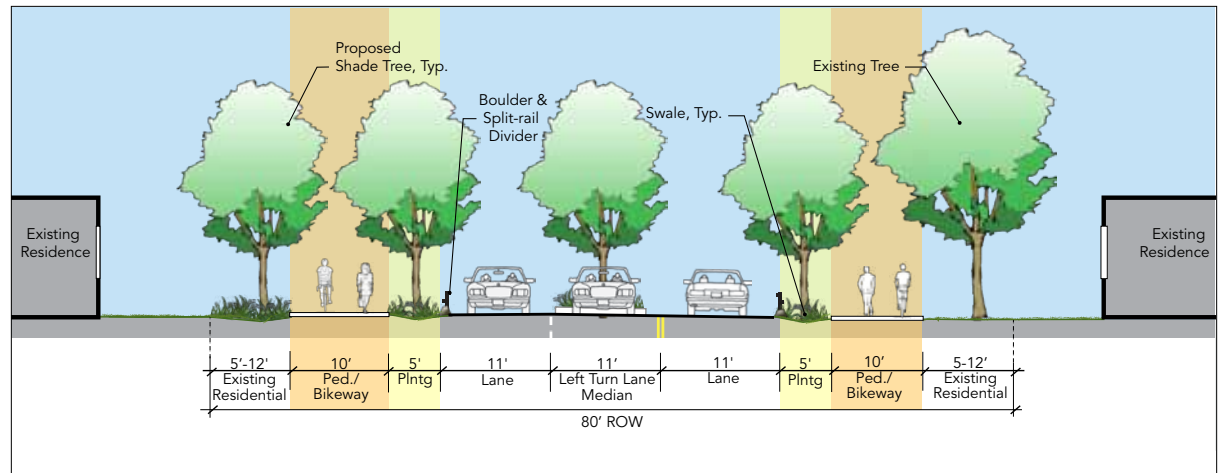 Proposed
Shade Tree, Typ.
Boulder &
Split-rail
Divider
Swale, Typ.
Existing Tree
Existing
Residence
Existing
Residence
5'-12'
Existing
Residential
10'
Ped./
Bikeway
5'
Plntg
11'
Lane
11'
Left Turn Lane
Median
11'
Lane
5'
Plntg
10'
Ped./
Bikeway
5-12'
Existing
Residential
80' ROW